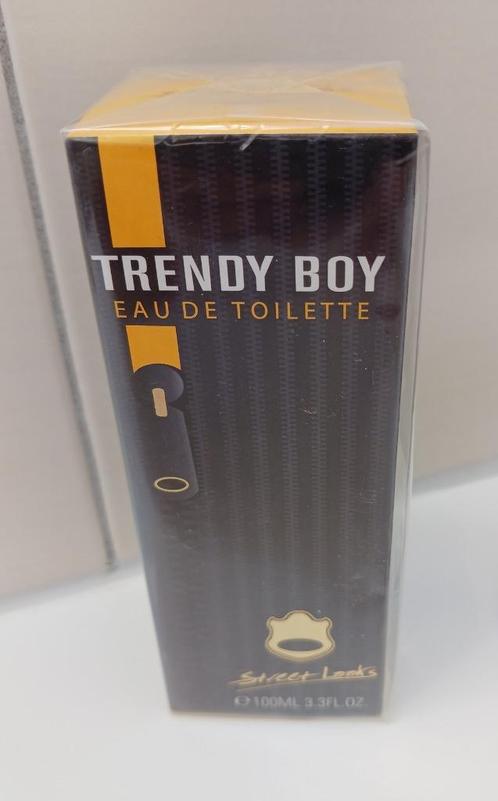 TRENDY BOY
EAU DE TOILETTE
Street Looks
℮ 100ML 3.3FL.OZ.